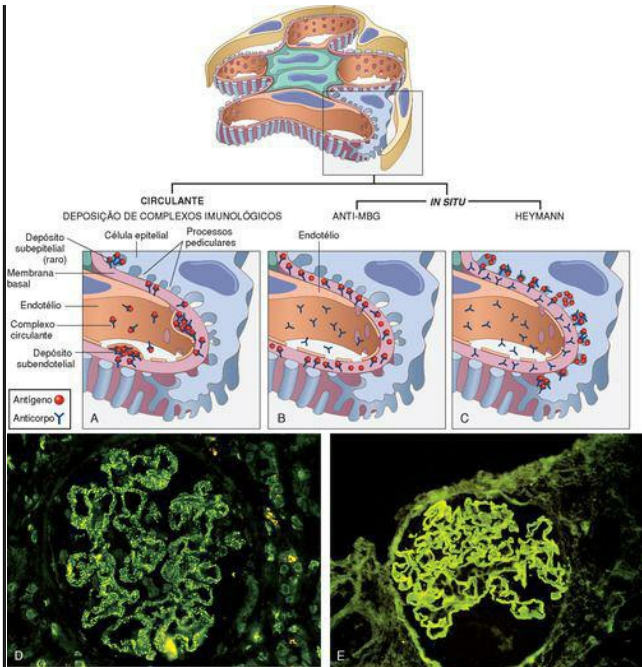 CIRCULANTE
DEPOSIÇÃO DE COMPLEXOS IMUNOLÓGICOS
IN SITU
ANTI-MBG
HEYMANN
Depósito
subepitelial
(raro)
Célula epitelial
Processos
pediculares
Membrana
basal
Endotélio
Complexo
circulante
Depósito
subendotelial
Antígeno
Anticorpo
A
Endotélio
B
C
D
E